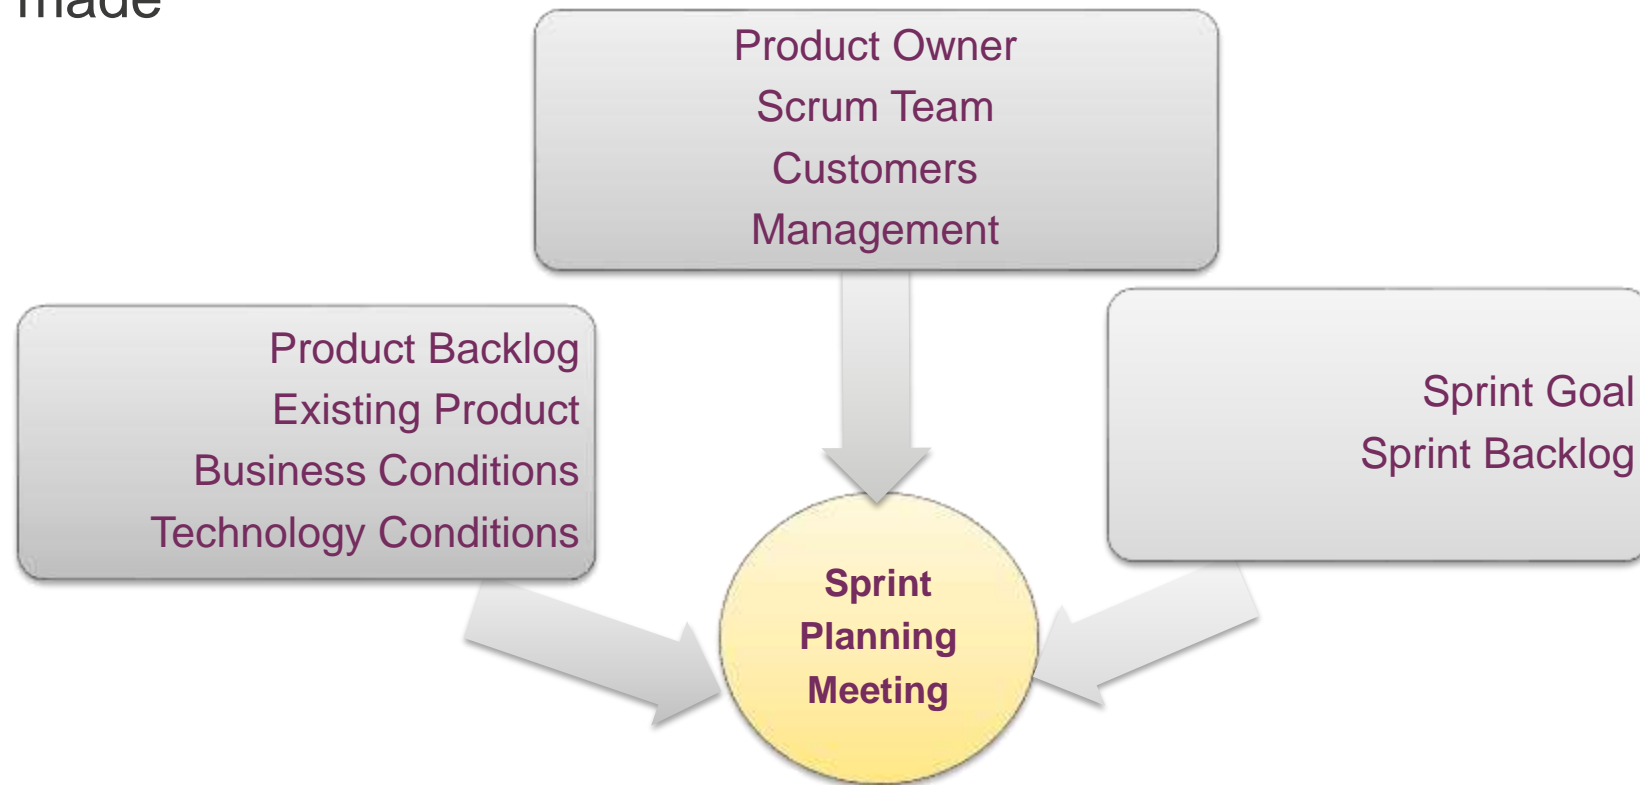 made
Product Owner
Scrum Team
Customers
Management
Product Backlog
Existing Product
Business Conditions
Technology Conditions
Sprint Goal
Sprint Backlog
Sprint
Planning
Meeting